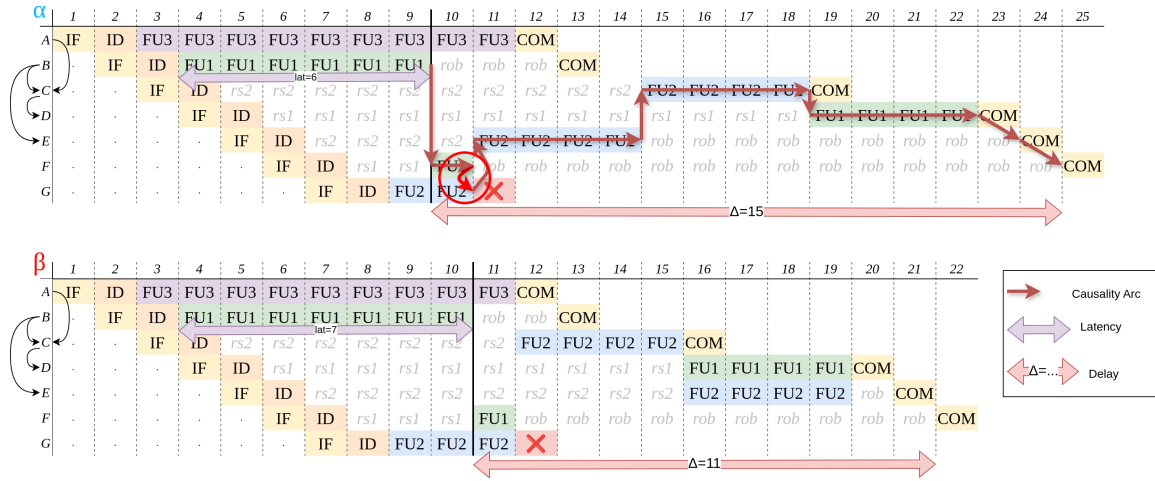 α 1 2 3 4 5 6 7 8 9 10 11 12 13 14 15 16 17 18 19 20 21 22 23 24 25
A IF ID FU3 FU3 FU3 FU3 FU3 FU3 FU3 FU3 FU3 COM
B IF ID FU1 FU1 FU1 FU1 FU1 FU1 rob rob rob COM
lat=6
C IF ID rs2 rs2 rs2 rs2 rs2 rs2 rs2 rs2 rs2 rs2 FU2 FU2 FU2 FU2 COM
D IF ID rs1 rs1 rs1 rs1 rs1 rs1 rs1 rs1 rs1 rs1 rs1 rs1 rs1 FU1 FU1 FU1 FU2 COM
E IF ID rs2 rs2 rs2 rs2 FU2 FU2 FU2 FU2 rob rob rob rob rob rob rob rob rob COM
F IF ID rs1 rs1 FU1 rob rob rob rob rob rob rob rob rob rob rob rob rob rob COM
G IF ID FU2 FU2
Δ=15
β 1 2 3 4 5 6 7 8 9 10 11 12 13 14 15 16 17 18 19 20 21 22
A IF ID FU3 FU3 FU3 FU3 FU3 FU3 FU3 FU3 FU3 COM
B IF ID FU1 FU1 FU1 FU1 FU1 FU1 FU1 rob rob COM
lat=7
C IF ID rs2 rs2 rs2 rs2 rs2 rs2 rs2 FU2 FU2 FU2 FU2 COM
D IF ID rs1 rs1 rs1 rs1 rs1 rs1 rs1 rs1 rs1 rs1 FU1 FU1 FU1 FU1 COM
E IF ID rs2 rs2 rs2 rs2 rs2 rs2 rs2 rs2 rs2 FU2 FU2 FU2 FU2 rob COM
F IF ID rs1 rs1 rs1 FU1 rob rob rob rob rob rob rob rob rob rob COM
G IF ID FU2 FU2 FU2
Δ=11
Causality Arc
Latency
Δ=... Delay